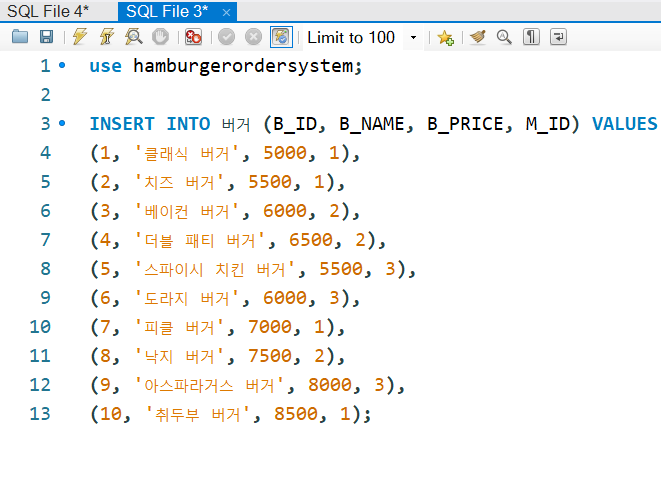 SQL File 4* SQL File 3* ×
Limit to 100
1 use hamburgerordersystem;
2
3 INSERT INTO 버거 (B_ID, B_NAME, B_PRICE, M_ID) VALUES
4 (1, '클래식 버거', 5000, 1),
5 (2, '치즈 버거', 5500, 1),
6 (3, '베이컨 버거', 6000, 2),
7 (4, '더블 패티 버거', 6500, 2),
8 (5, '스파이시 치킨 버거', 5500, 3),
9 (6, '도라지 버거', 6000, 3),
10 (7, '피클 버거', 7000, 1),
11 (8, '낙지 버거', 7500, 2),
12 (9, '아스파라거스 버거', 8000, 3),
13 (10, '취두부 버거', 8500, 1);